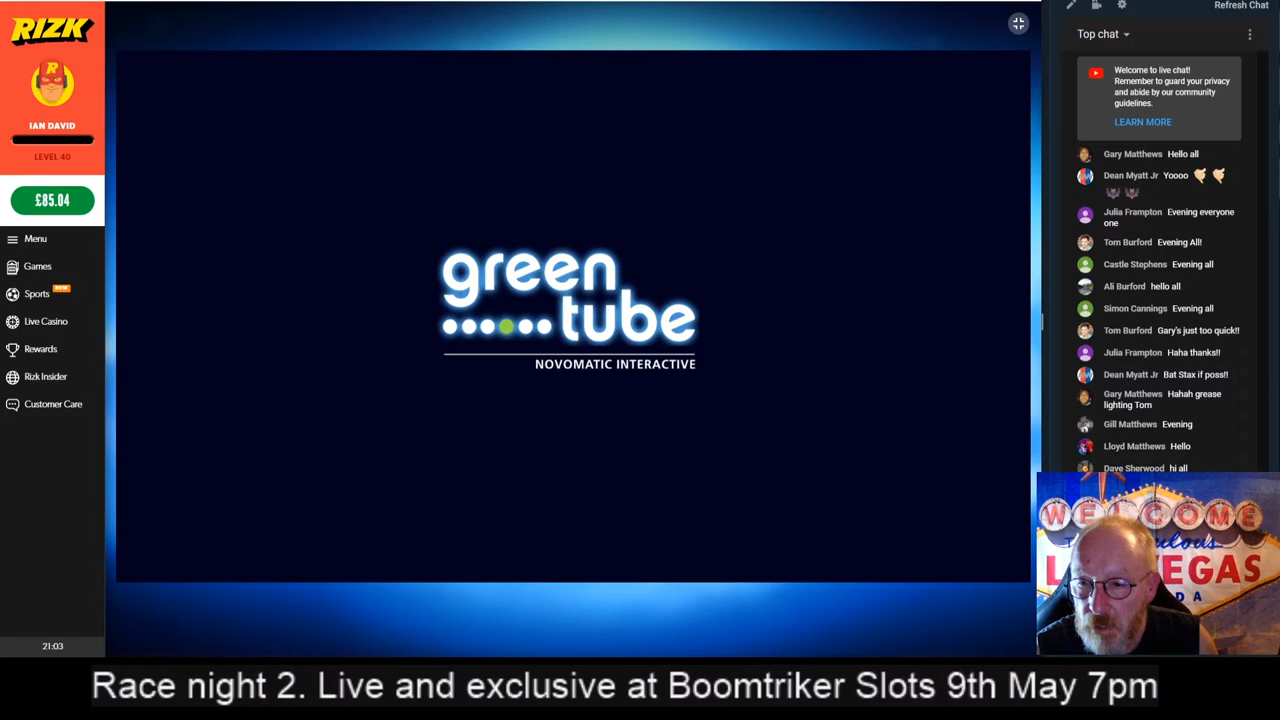 RIZK
R
IAN DAVID
LEVEL 40
£85.04
Menu
Games
Sports NEW
Live Casino
Rewards
Rizk Insider
Customer Care
21:03
green
tube
NOVOMATIC INTERACTIVE
Refresh Chat
Top chat
Welcome to live chat!
Remember to guard your privacy
and abide by our community
guidelines.
LEARN MORE
Gary Matthews Hello all
Dean Myatt Jr Yoooo
Julia Frampton Evening everyone
one
Tom Burford Evening All!
Castle Stephens Evening all
Ali Burford hello all
Simon Cannings Evening all
Tom Burford Gary's just too quick!!
Julia Frampton Haha thanks!!
Dean Myatt Jr Bat Stax if poss!!
Gary Matthews Hahah grease
lighting Tom
Gill Matthews Evening
Lloyd Matthews Hello
Dave Sherwood hi all
WELCOME
VEGAS
Race night 2. Live and exclusive at Boomtriker Slots 9th May 7pm